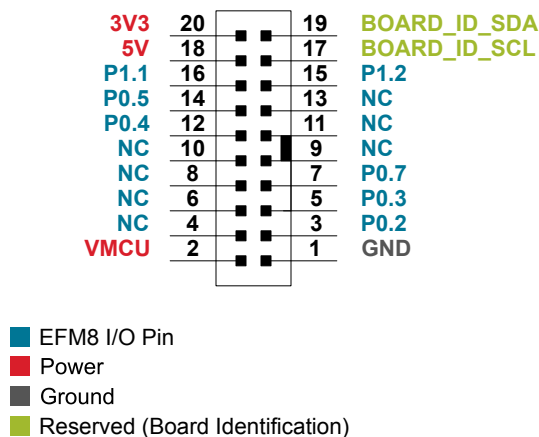 3V3 20 19 BOARD_ID_SDA
5V 18 17 BOARD_ID_SCL
P1.1 16 15 P1.2
P0.5 14 13 NC
P0.4 12 11 NC
NC 10 9 NC
NC 8 7 P0.7
NC 6 5 P0.3
NC 4 3 P0.2
VMCU 2 1 GND
EFM8 I/O Pin
Power
Ground
Reserved (Board Identification)